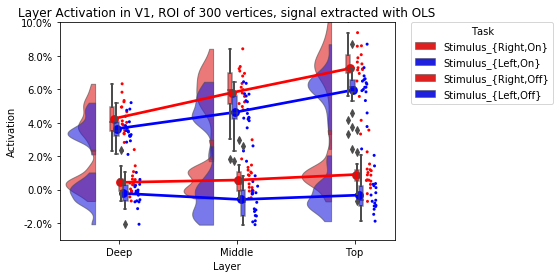 Layer Activation in V1, ROI of 300 vertices, signal extracted with OLS
Task
Stimulus_{Right,On}
Stimulus_{Left,On}
Stimulus_{Right,Off}
Stimulus_{Left,Off}
10.0%
8.0%
6.0%
4.0%
2.0%
0.0%
-2.0%
Activation
Deep
Middle
Top
Layer